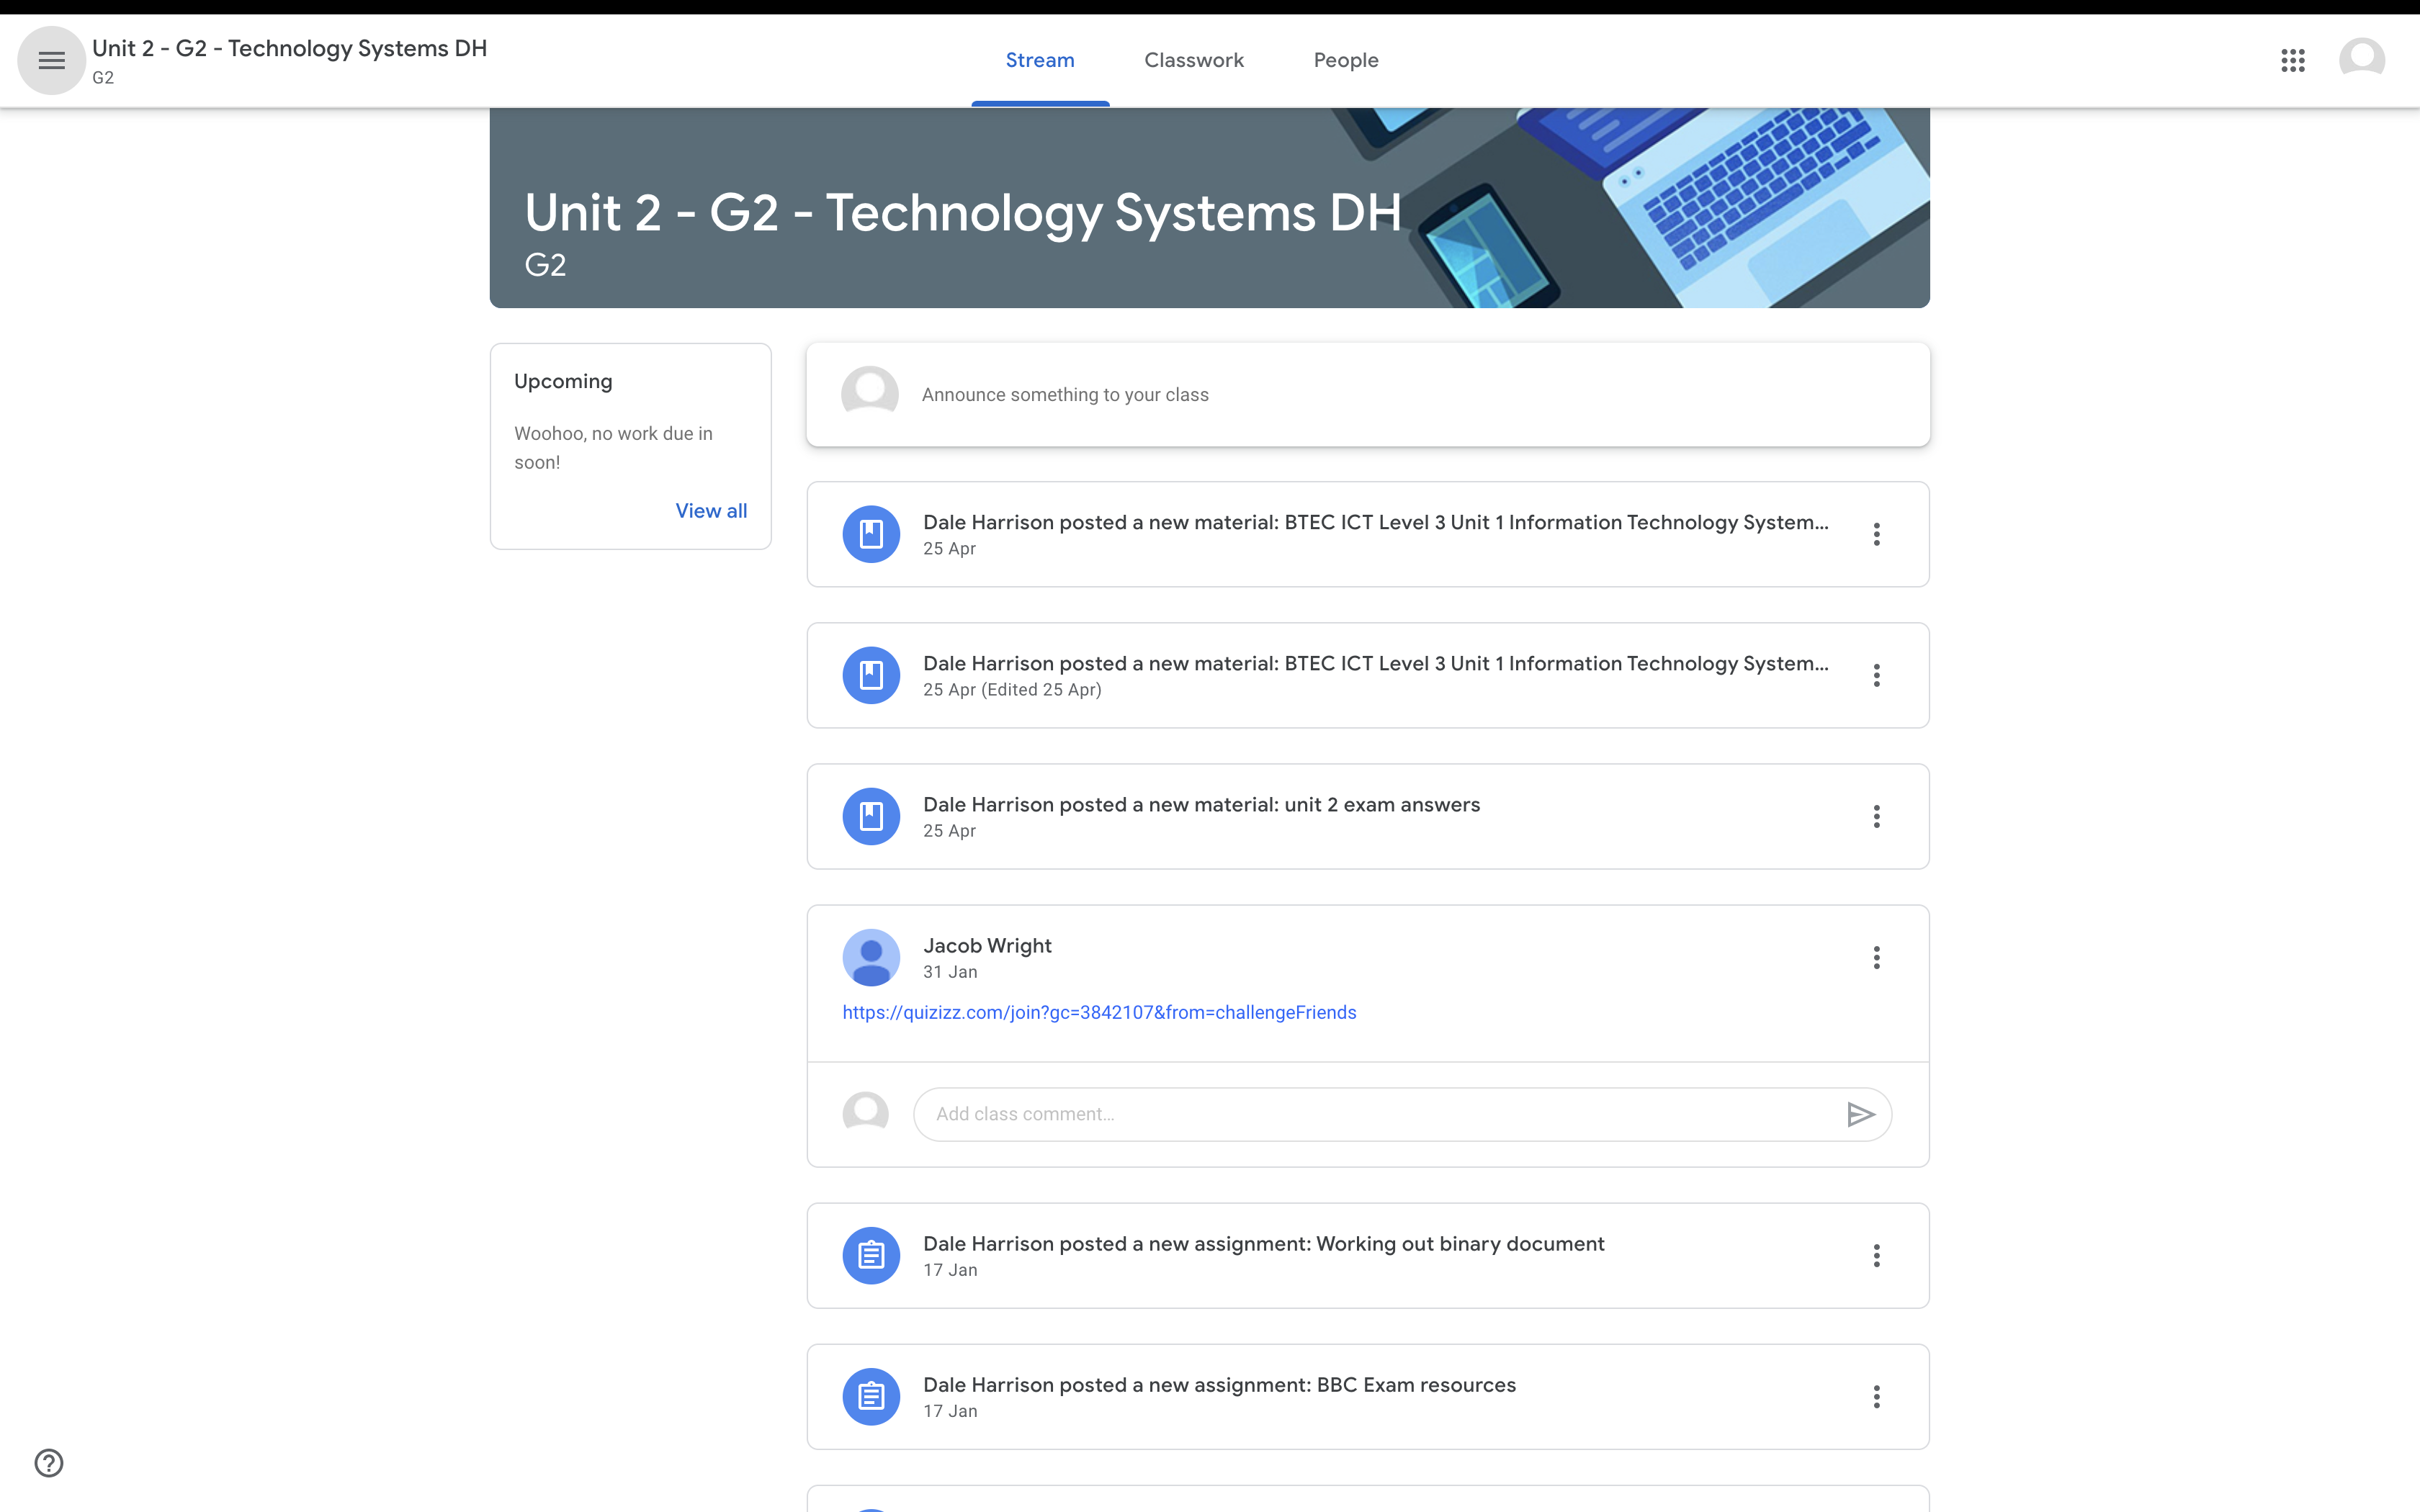 Unit 2 - G2 - Technology Systems DH
G2
Stream
Classwork
People
Unit 2 - G2 - Technology Systems DH
G2
Upcoming
Woohoo, no work due in
soon!
View all
Announce something to your class
Dale Harrison posted a new material: BTEC ICT Level 3 Unit 1 Information Technology System...
25 Apr
Dale Harrison posted a new material: BTEC ICT Level 3 Unit 1 Information Technology System...
25 Apr (Edited 25 Apr)
Dale Harrison posted a new material: unit 2 exam answers
25 Apr
Jacob Wright
31 Jan
https://quizizz.com/join?gc=3842107&from=challengeFriends
Add class comment...
Dale Harrison posted a new assignment: Working out binary document
17 Jan
Dale Harrison posted a new assignment: BBC Exam resources
17 Jan